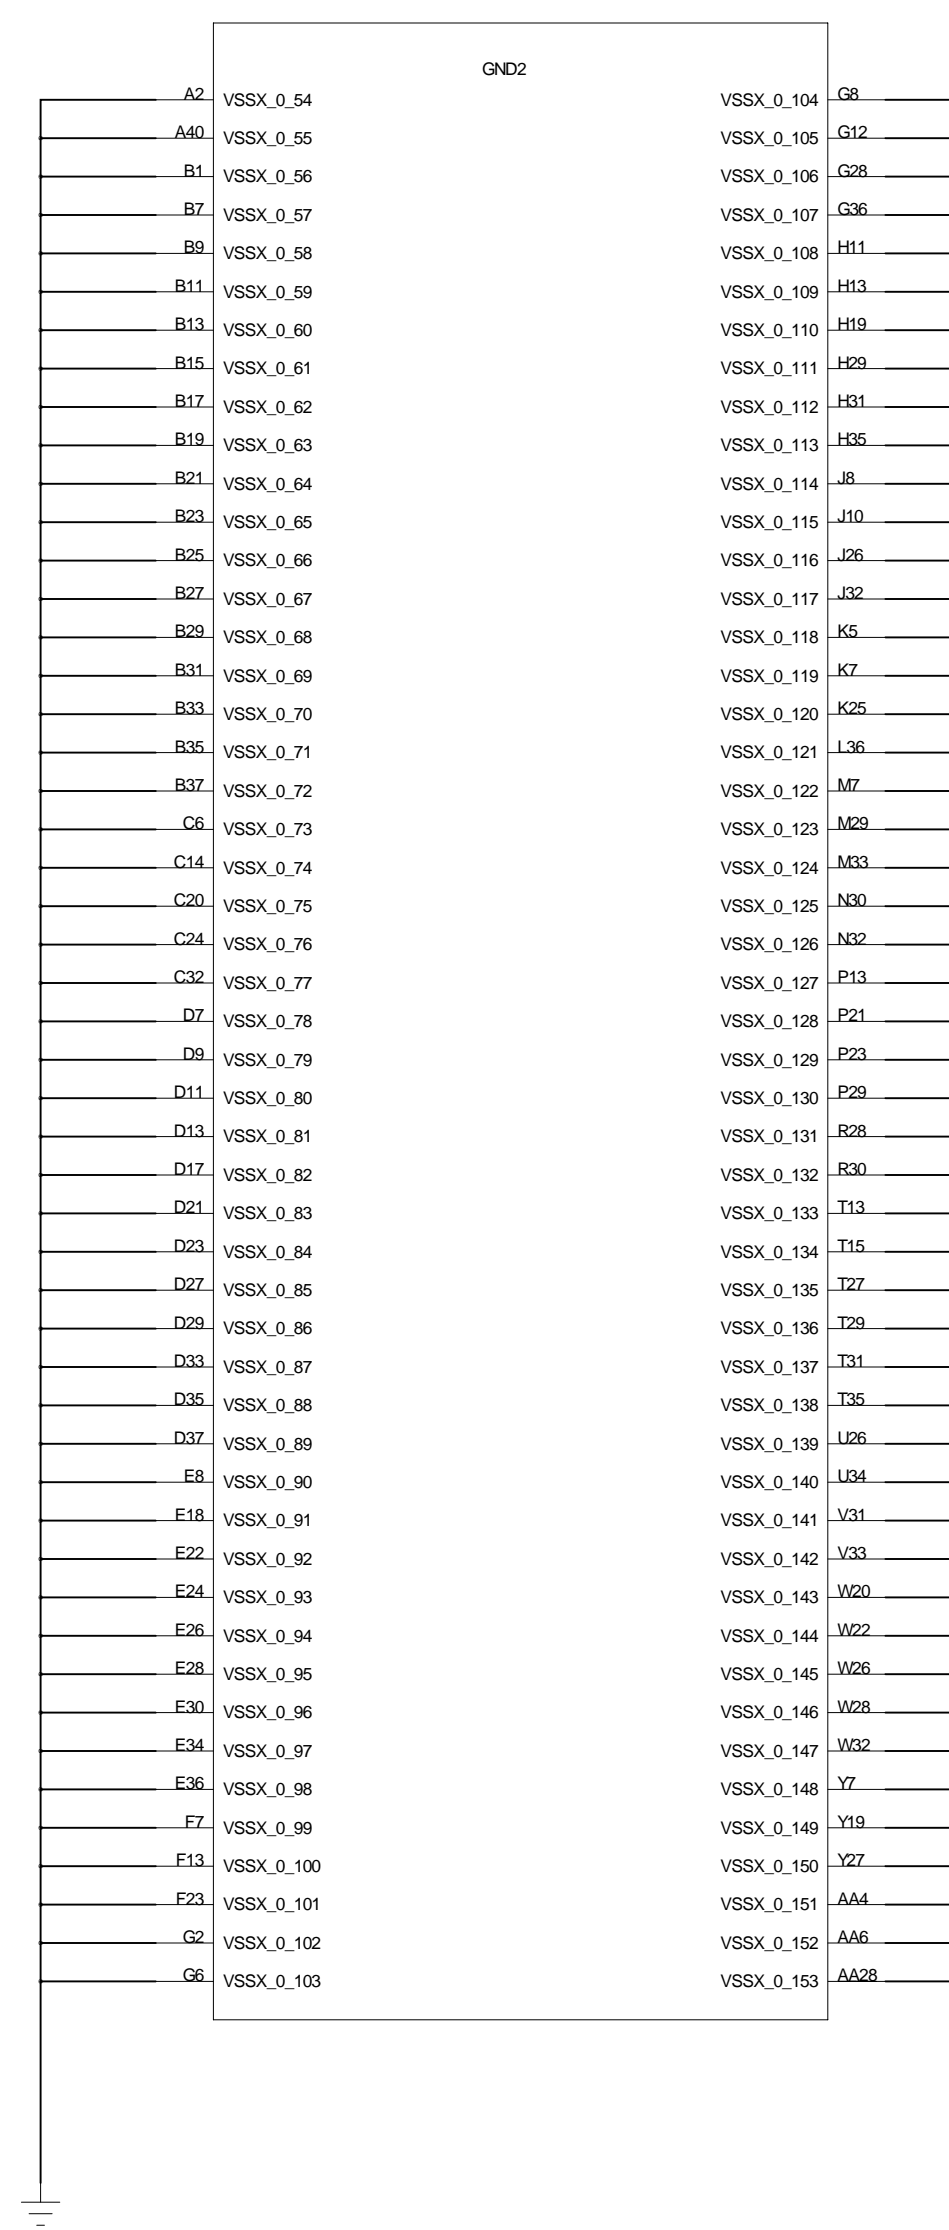 GND2
A2 VSSX_0_54 VSSX_0_104 G8
A40 VSSX_0_55 VSSX_0_105 G12
B1 VSSX_0_56 VSSX_0_106 G28
B7 VSSX_0_57 VSSX_0_107 G36
B9 VSSX_0_58 VSSX_0_108 H11
B11 VSSX_0_59 VSSX_0_109 H13
B13 VSSX_0_60 VSSX_0_110 H19
B15 VSSX_0_61 VSSX_0_111 H29
B17 VSSX_0_62 VSSX_0_112 H31
B19 VSSX_0_63 VSSX_0_113 H35
B21 VSSX_0_64 VSSX_0_114 J8
B23 VSSX_0_65 VSSX_0_115 J10
B25 VSSX_0_66 VSSX_0_116 J26
B27 VSSX_0_67 VSSX_0_117 J32
B29 VSSX_0_68 VSSX_0_118 K5
B31 VSSX_0_69 VSSX_0_119 K7
B33 VSSX_0_70 VSSX_0_120 K25
B35 VSSX_0_71 VSSX_0_121 L36
B37 VSSX_0_72 VSSX_0_122 M7
C6 VSSX_0_73 VSSX_0_123 M29
C14 VSSX_0_74 VSSX_0_124 M33
C20 VSSX_0_75 VSSX_0_125 N30
C24 VSSX_0_76 VSSX_0_126 N32
C32 VSSX_0_77 VSSX_0_127 P13
D7 VSSX_0_78 VSSX_0_128 P21
D9 VSSX_0_79 VSSX_0_129 P23
D11 VSSX_0_80 VSSX_0_130 P29
D13 VSSX_0_81 VSSX_0_131 R28
D17 VSSX_0_82 VSSX_0_132 R30
D21 VSSX_0_83 VSSX_0_133 T13
D23 VSSX_0_84 VSSX_0_134 T15
D27 VSSX_0_85 VSSX_0_135 T27
D29 VSSX_0_86 VSSX_0_136 T29
D33 VSSX_0_87 VSSX_0_137 T31
D35 VSSX_0_88 VSSX_0_138 T35
D37 VSSX_0_89 VSSX_0_139 U26
E8 VSSX_0_90 VSSX_0_140 U34
E18 VSSX_0_91 VSSX_0_141 V31
E22 VSSX_0_92 VSSX_0_142 V33
E24 VSSX_0_93 VSSX_0_143 W20
E26 VSSX_0_94 VSSX_0_144 W22
E28 VSSX_0_95 VSSX_0_145 W26
E30 VSSX_0_96 VSSX_0_146 W28
E34 VSSX_0_97 VSSX_0_147 W32
E36 VSSX_0_98 VSSX_0_148 Y7
F7 VSSX_0_99 VSSX_0_149 Y19
F13 VSSX_0_100 VSSX_0_150 Y27
F23 VSSX_0_101 VSSX_0_151 AA4
G2 VSSX_0_102 VSSX_0_152 AA6
G6 VSSX_0_103 VSSX_0_153 AA28